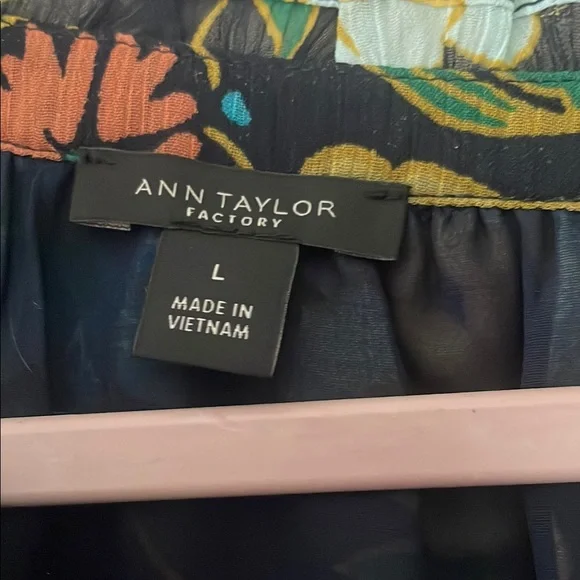 ANN TAYLOR
FACTORY
L
MADE IN
VIETNAM